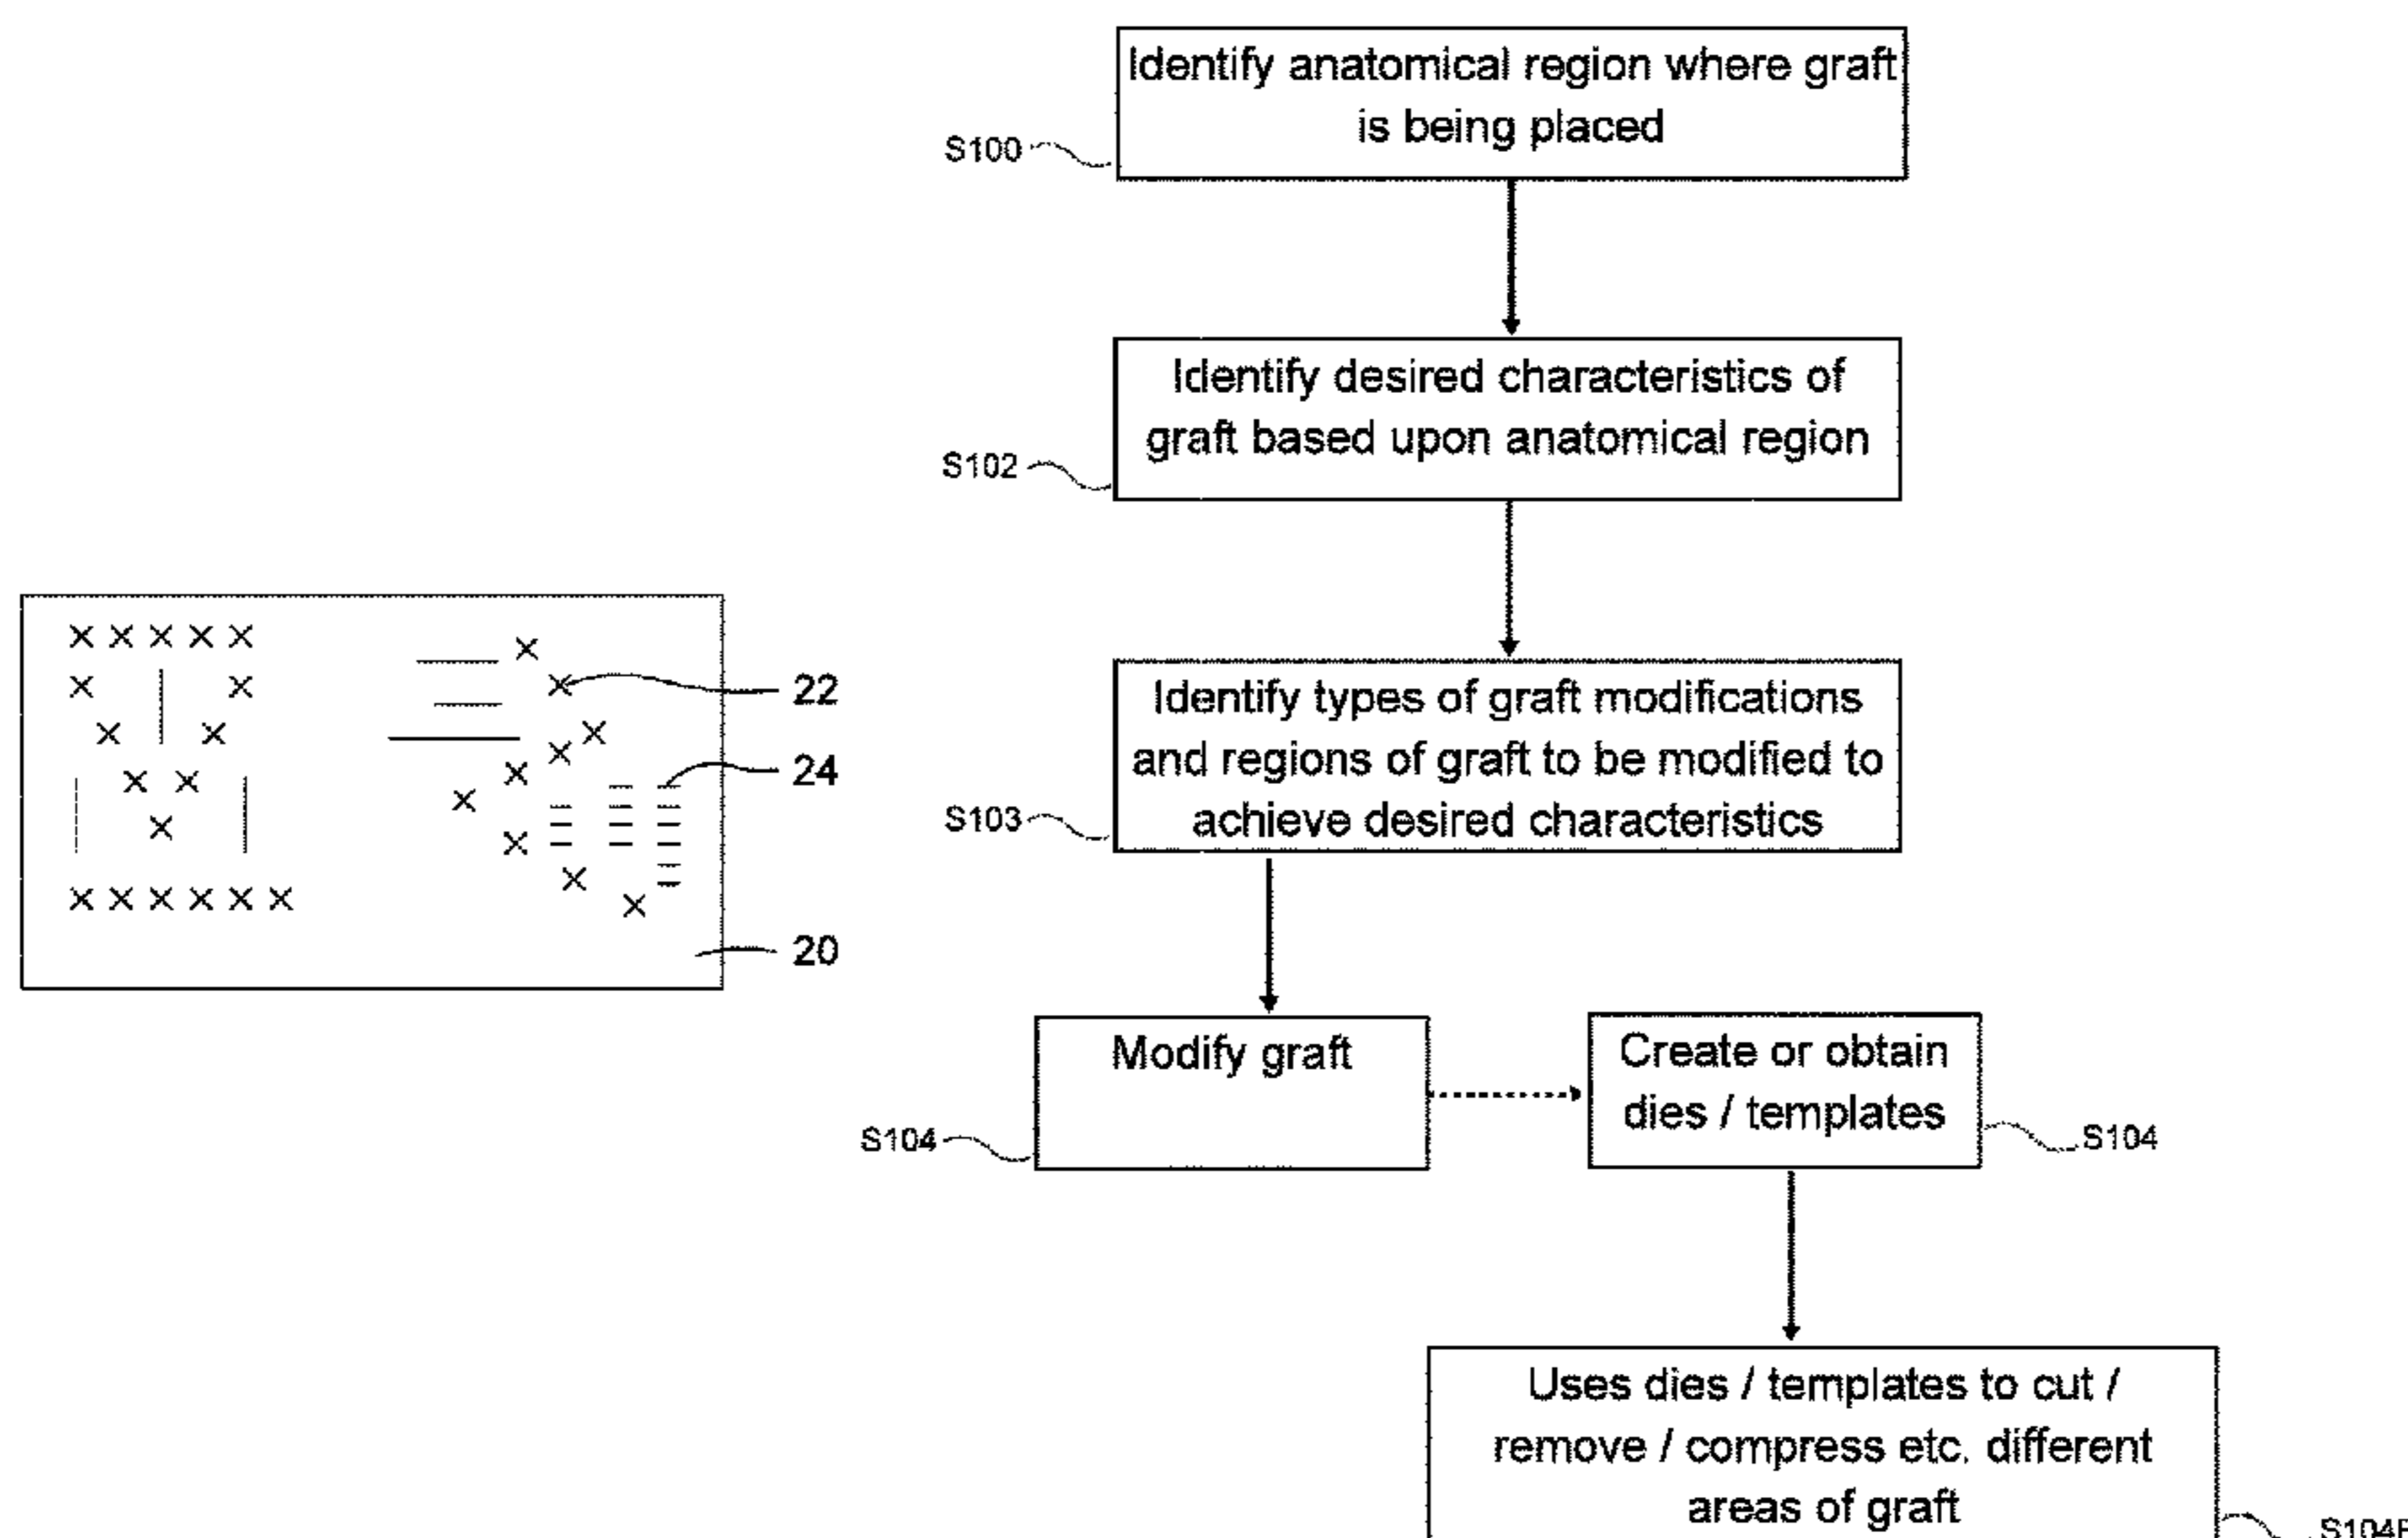 Identify anatomical region where graft
is being placed
S100
Identify desired characteristics of
graft based upon anatomical region
S102
Identify types of graft modifications
and regions of graft to be modified to
achieve desired characteristics
S103
22
24
20
Modify graft
S104
Create or obtain
dies / templates
S104
Uses dies / templates to cut /
remove / compress etc. different
areas of graft